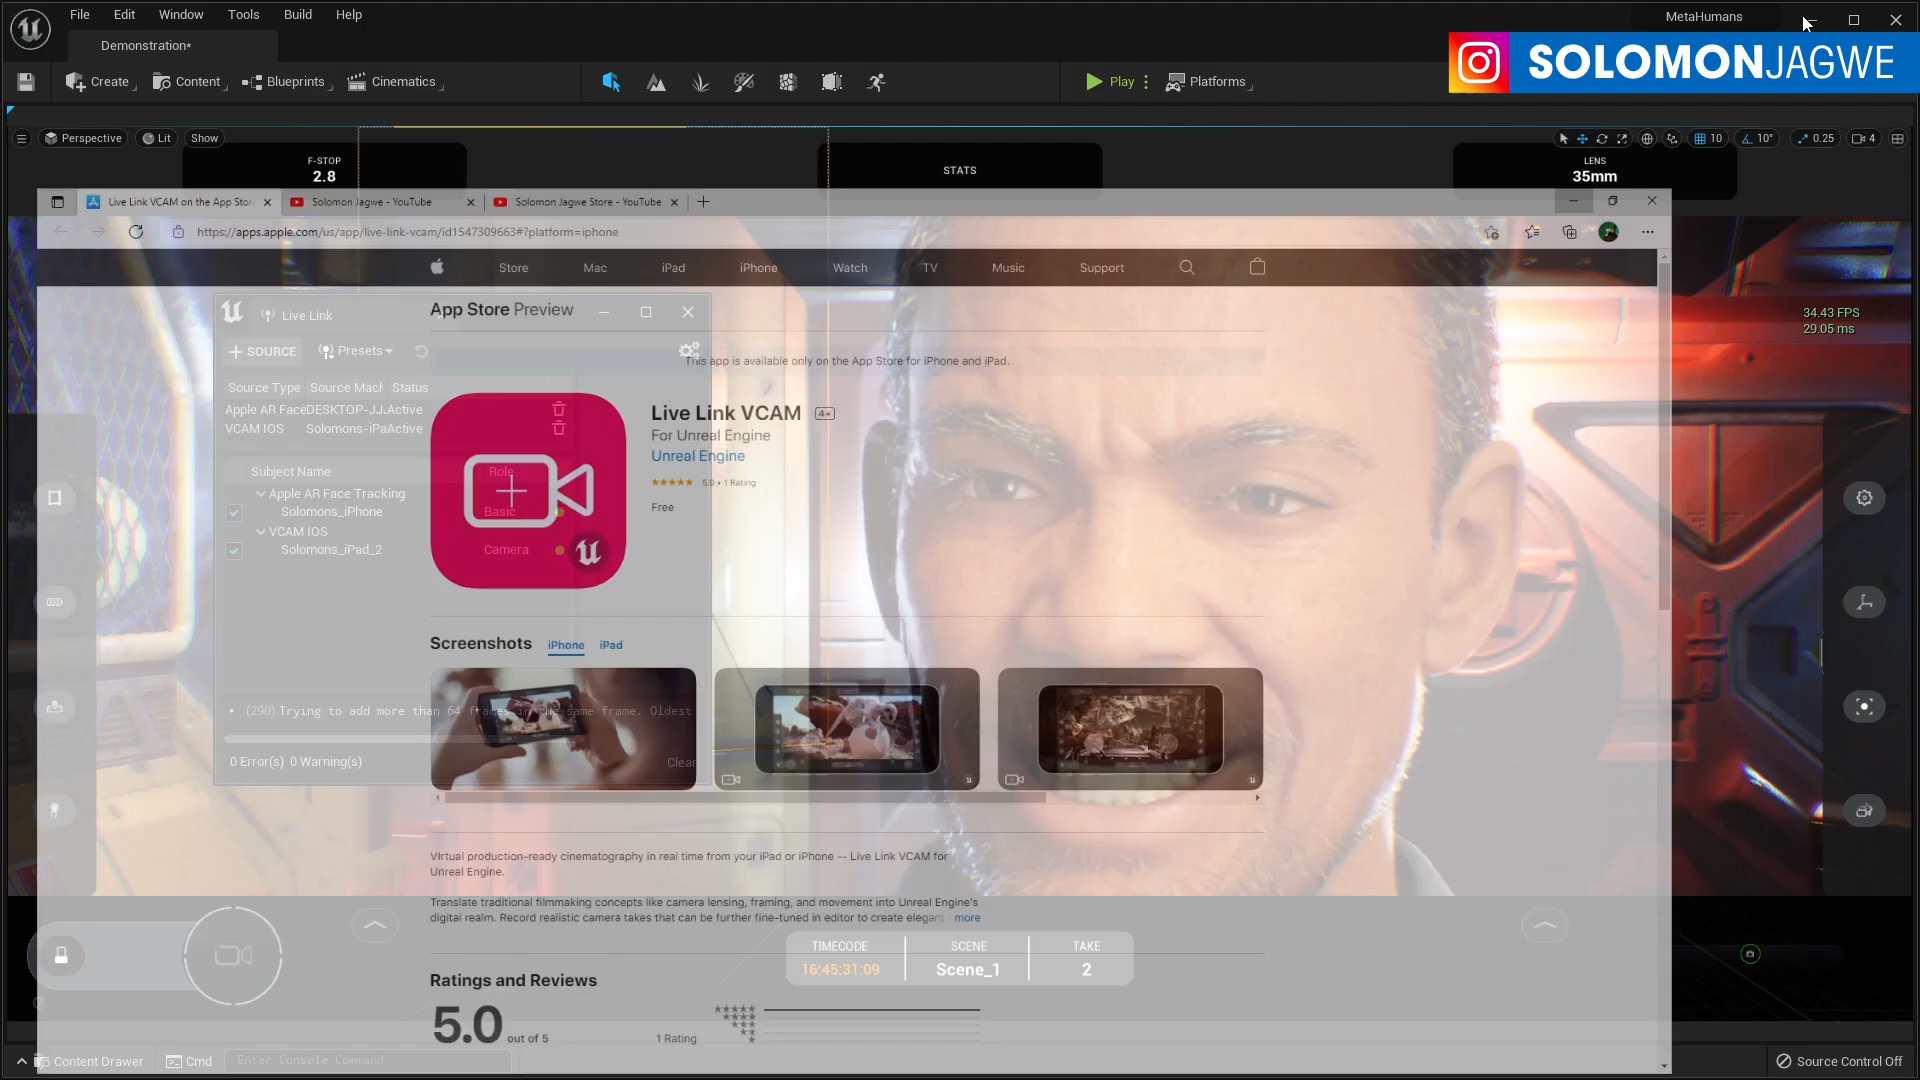 File Edit Window Tools Build Help
MetaHumans
Demonstration*
SOLOMONJAGWE
Create Content Blueprints Cinematics Play Platforms
Perspective Lit Show
10 10° 0.25 4
F-STOP
2.8
STATS
LENS
35mm
Live Link VCAM on the App Stor
Solomon Jagwe - YouTube
Solomon Jagwe Store - YouTube
https://apps.apple.com/us/app/live-link-vcam/id1547309663#?platform=iphone
Store Mac iPad iPhone Watch TV Music Support
34.43 FPS
29.05 ms
App Store Preview
This app is available only on the App Store for iPhone and iPad.
Live Link
SOURCE Presets
Source Type Source Macl Status
Apple AR Face DESKTOP-JJ. Active
VCAM IOS Solomons-iPa Active
Subject Name Role
Apple AR Face Tracking
Solomons_iPhone Basic
VCAM IOS
Solomons_iPad_2 Camera
(290) Trying to add more than 64 frames in the same frame. Oldest
0 Error(s) 0 Warning(s)
Clear
Live Link VCAM 4+
For Unreal Engine
Unreal Engine
★★★★★ 5.0 • 1 Rating
Free
Screenshots iPhone iPad
Virtual production-ready cinematography in real time from your iPad or iPhone -- Live Link VCAM for
Unreal Engine.
Translate traditional filmmaking concepts like camera lensing, framing, and movement into Unreal Engine's
digital realm. Record realistic camera takes that can be further fine-tuned in editor to create elegant more
TIMECODE SCENE TAKE
16:45:31:09 Scene_1 2
Ratings and Reviews
5.0 out of 5
1 Rating
Content Drawer Cmd Enter Console Command
Source Control Off